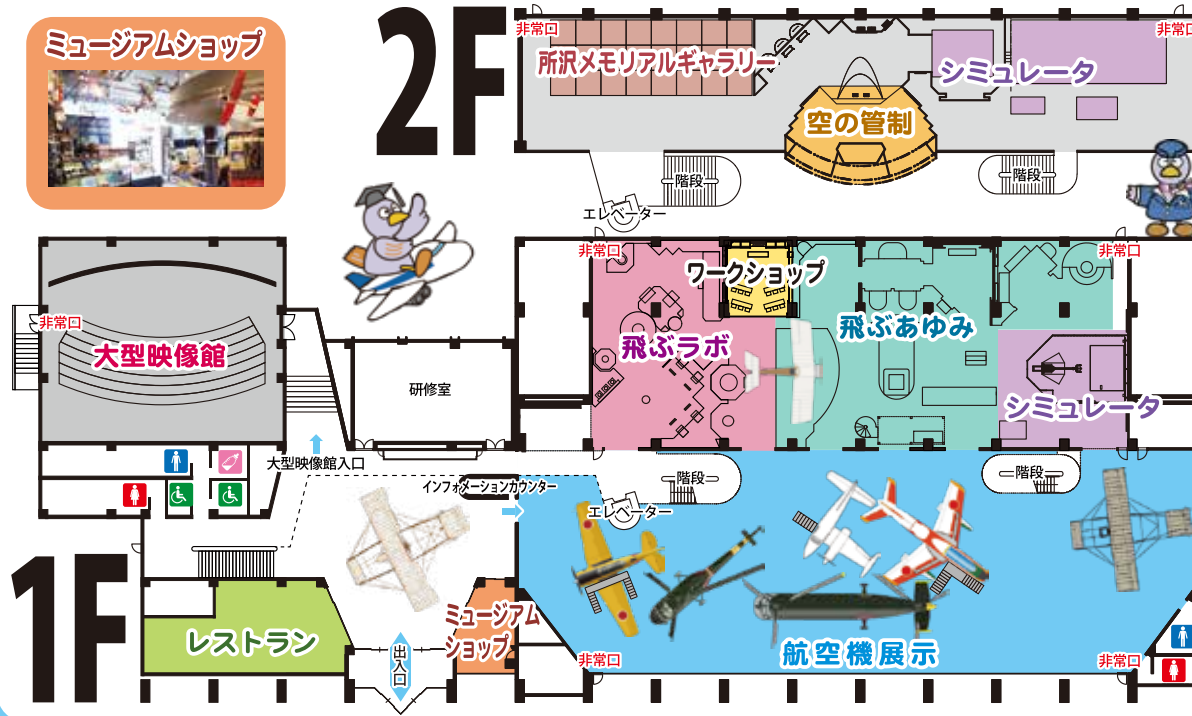 ミュージアムショップ
2F
非常口
所沢メモリアルギャラリー
空の管制
シミュレータ
非常口
階段
階段
エレベーター
非常口
ワークショップ
非常口
非常口
大型映像館
研修室
飛ぶラボ
飛ぶあゆみ
シミュレータ
大型映像館入口
インフォメーションカウンター
階段
階段
エレベーター
1F
レストラン
出入口
ミュージアム
ショップ
非常口
航空機展示
非常口